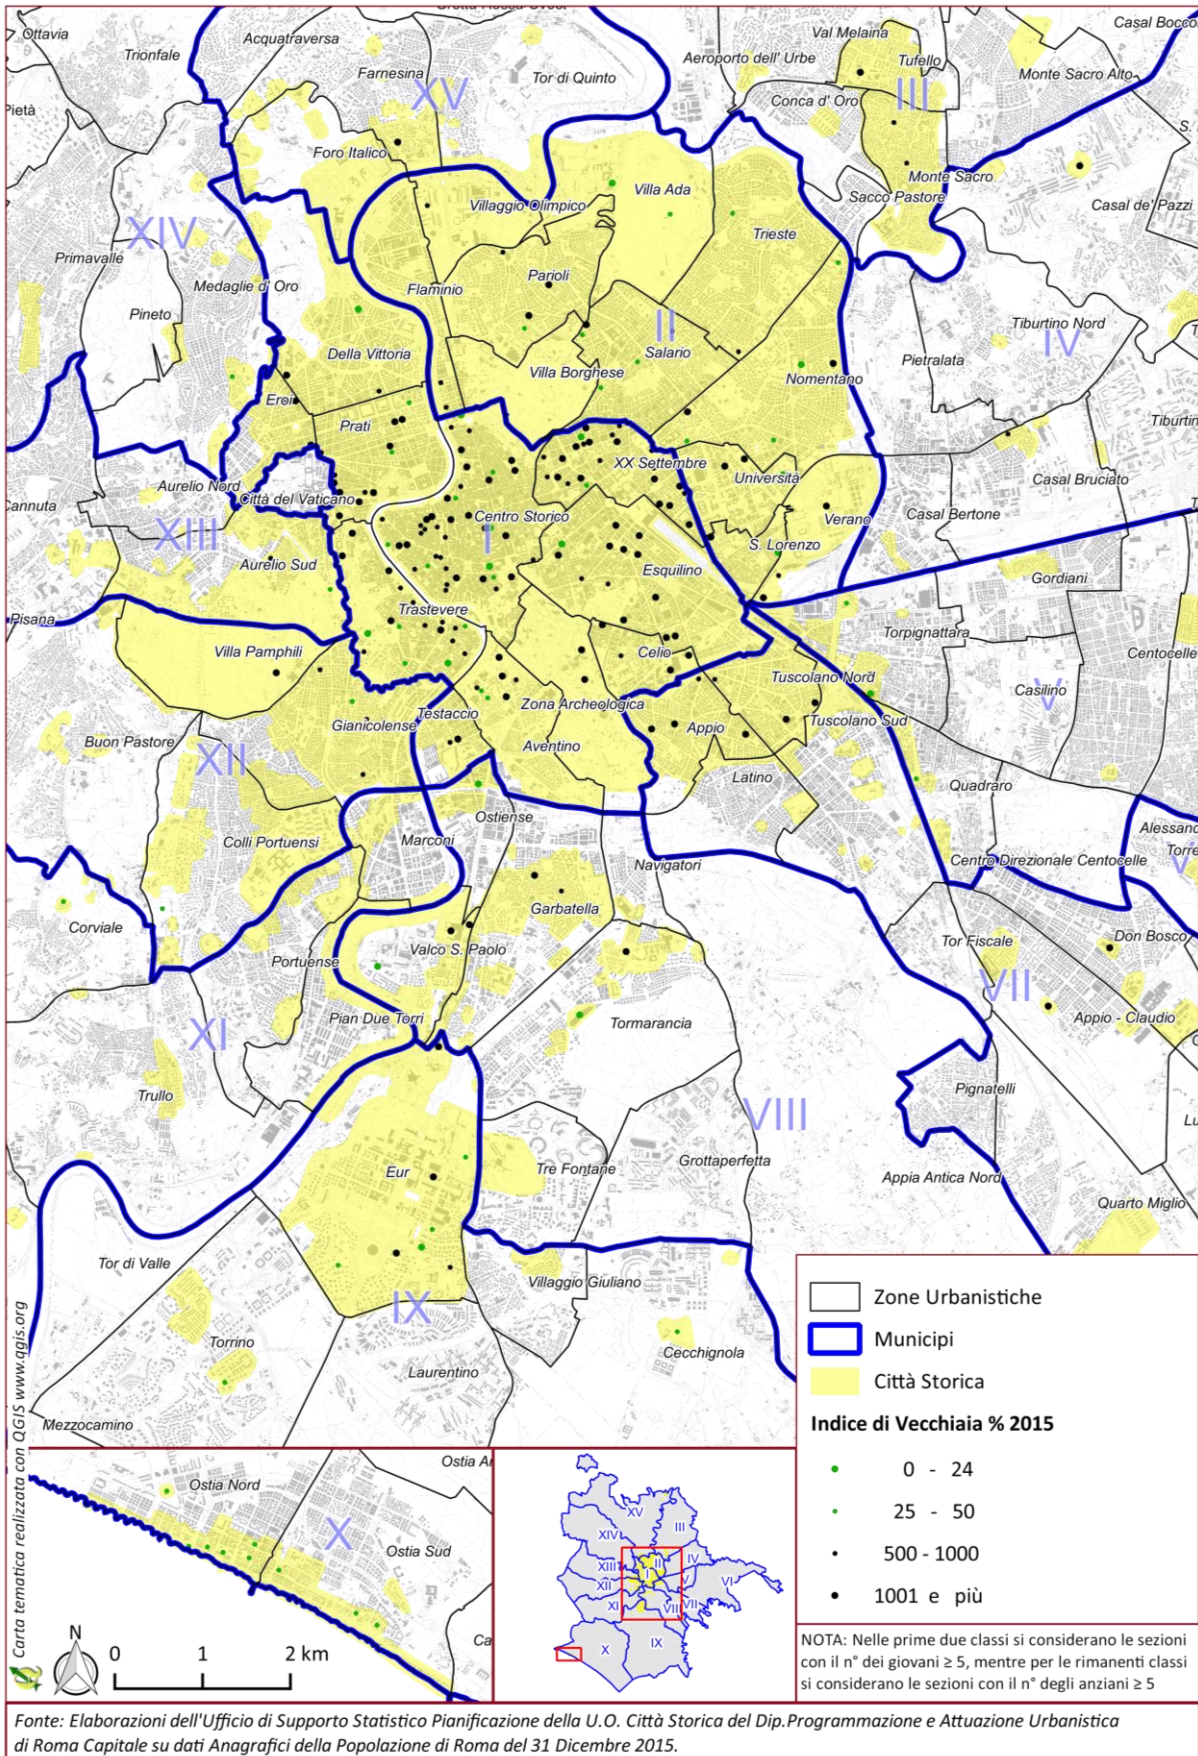 Ottavia
Trionfale
Acquatraversa
Farnesina
XV
Tor di Quinto
Aeroporto dell' Urbe
Val Melaina
Tufello
Casal Bocco
Monte Sacro Alto
Conca d' Oro
III
Pietà
Foro Italico
Villa Ada
Monte Sacro
Sacco Pastore
Casal de' Pazzi
Villaggio Olimpico
Trieste
XIV
Primavalle
Medaglie d' Oro
Pineto
Flaminio
Parioli
II
Salario
Tiburtino Nord
IV
Pietralata
Della Vittoria
Villa Borghese
Nomentano
Eroi
Prati
Tiburtin
XX Settembre
Università
Aurelio Nord
Città del Vaticano
Casal Bruciato
Cannuta
XIII
Centro Storico
I
Verano
Casal Bertone
S. Lorenzo
Aurelio Sud
Esquilino
Gordiani
Pisana
Trastevere
Torpignattara
Villa Pamphili
Celio
Centocelle
Tuscolano Nord
Casilino
V
Zona Archeologica
Testaccio
Gianicolense
Tuscolano Sud
Appio
Buon Pastore
XII
Aventino
Latino
Quadraro
Ostiense
Marconi
Colli Portuensi
Alessand
Torre
Navigatori
Centro Direzionale Centocelle
Garbatella
Corviale
Don Bosco
Tor Fiscale
Valco S. Paolo
Portuense
VII
Appio - Claudio
Pian Due Torri
Tormarancia
XI
Trullo
Pignatelli
VIII
Eur
Tre Fontane
Grottaperfetta
Appia Antica Nord
Quarto Miglio
Tor di Valle
Villaggio Giuliano
IX
Torrino
Cecchignola
Laurentino
Mezzocamino
Zone Urbanistiche
Municipi
Città Storica
Indice di Vecchiaia % 2015
0 - 24
25 - 50
500 - 1000
1001 e più
NOTA: Nelle prime due classi si considerano le sezioni
con il n° dei giovani ≥ 5, mentre per le rimanenti classi
si considerano le sezioni con il n° degli anziani ≥ 5
Carta tematica realizzata con QGIS www.qgis.org
Ostia Nord
X
Ostia Sud
N
0 1 2 km
XV
XIV
III
XIII
II
IV
I
V
VI
XII
XI
VIII
VII
X
IX
Fonte: Elaborazioni dell'Ufficio di Supporto Statistico Pianificazione della U.O. Città Storica del Dip.Programmazione e Attuazione Urbanistica
di Roma Capitale su dati Anagrafici della Popolazione di Roma del 31 Dicembre 2015.